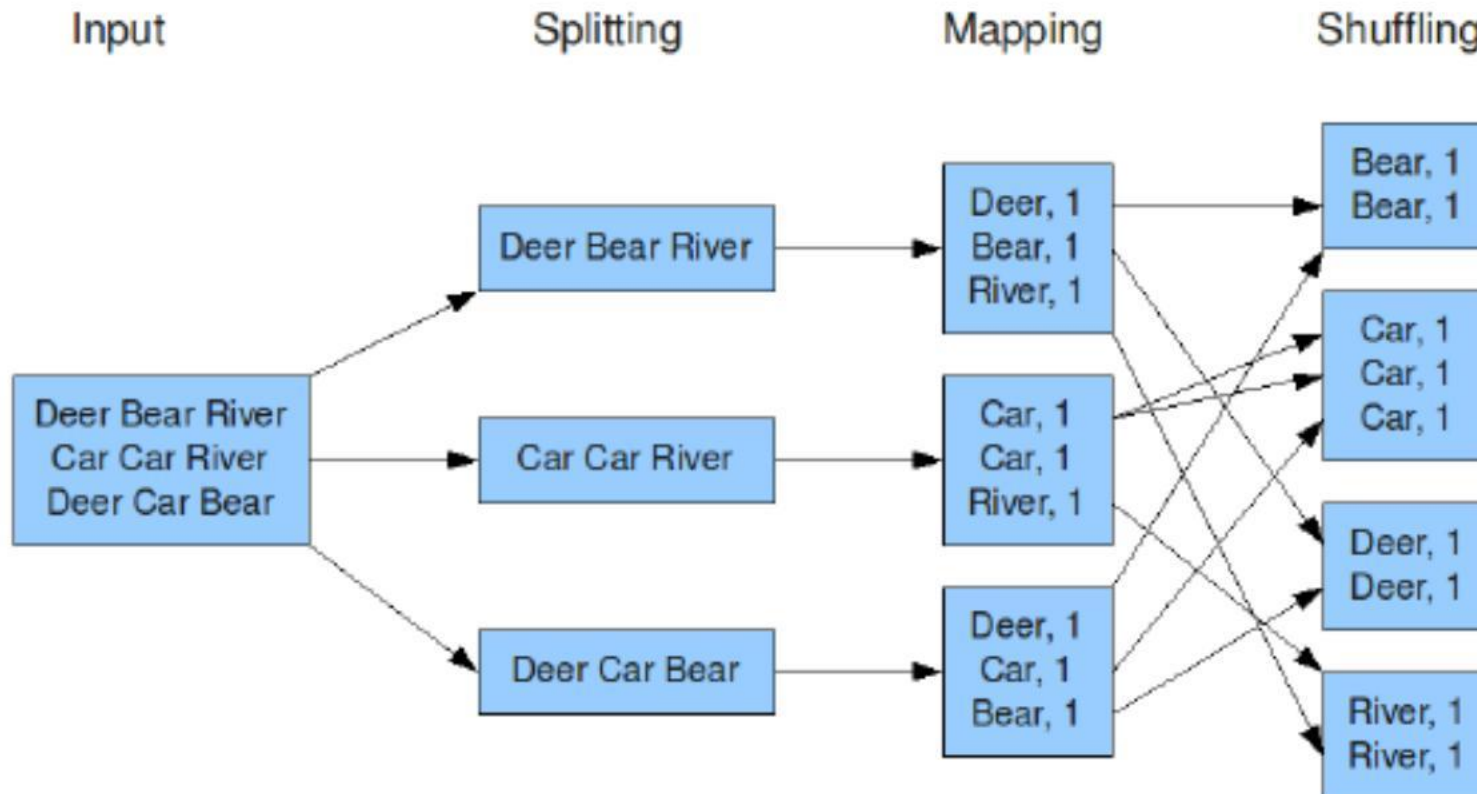 Input
Splitting
Mapping
Shuffling
Deer Bear River
Car Car River
Deer Car Bear
Deer Bear River
Car Car River
Deer Car Bear
Deer, 1
Bear, 1
River, 1
Car, 1
Car, 1
River, 1
Deer, 1
Car, 1
Bear, 1
Bear, 1
Bear, 1
Car, 1
Car, 1
Car, 1
Deer, 1
Deer, 1
River, 1
River, 1